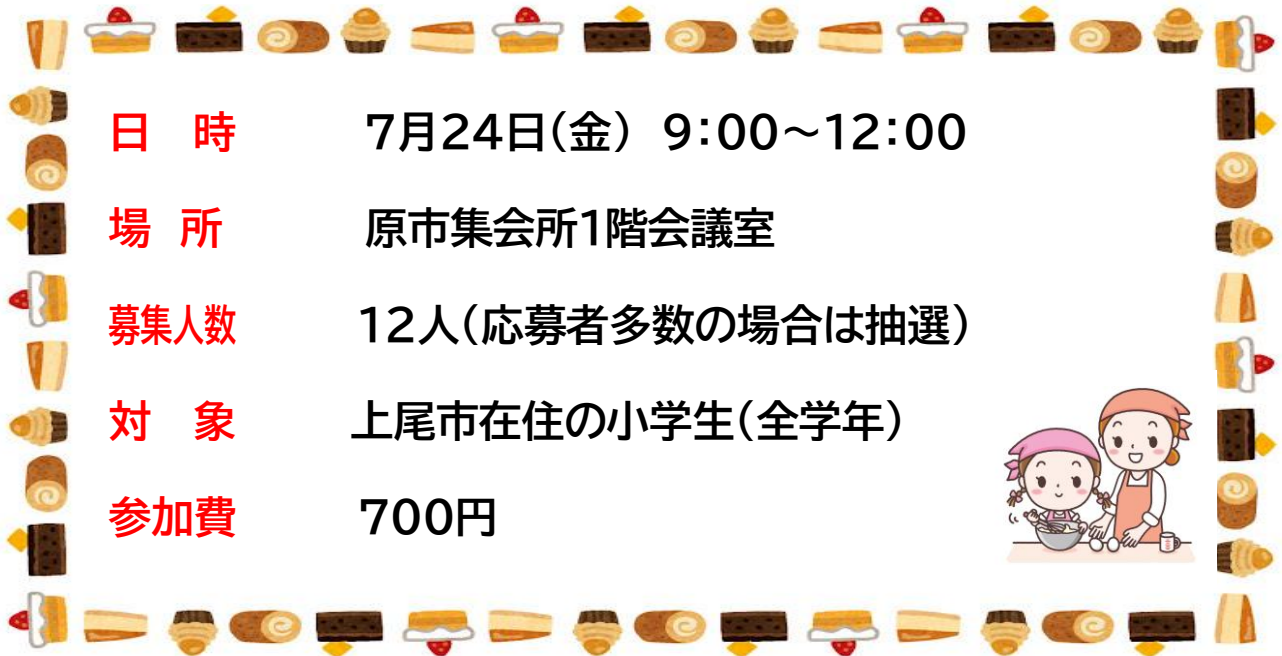 日　時　7月24日(金)　9:00～12:00
場　所　原市集会所1階会議室
募集人数　12人(応募者多数の場合は抽選)
対　象　上尾市在住の小学生(全学年)
参加費　700円